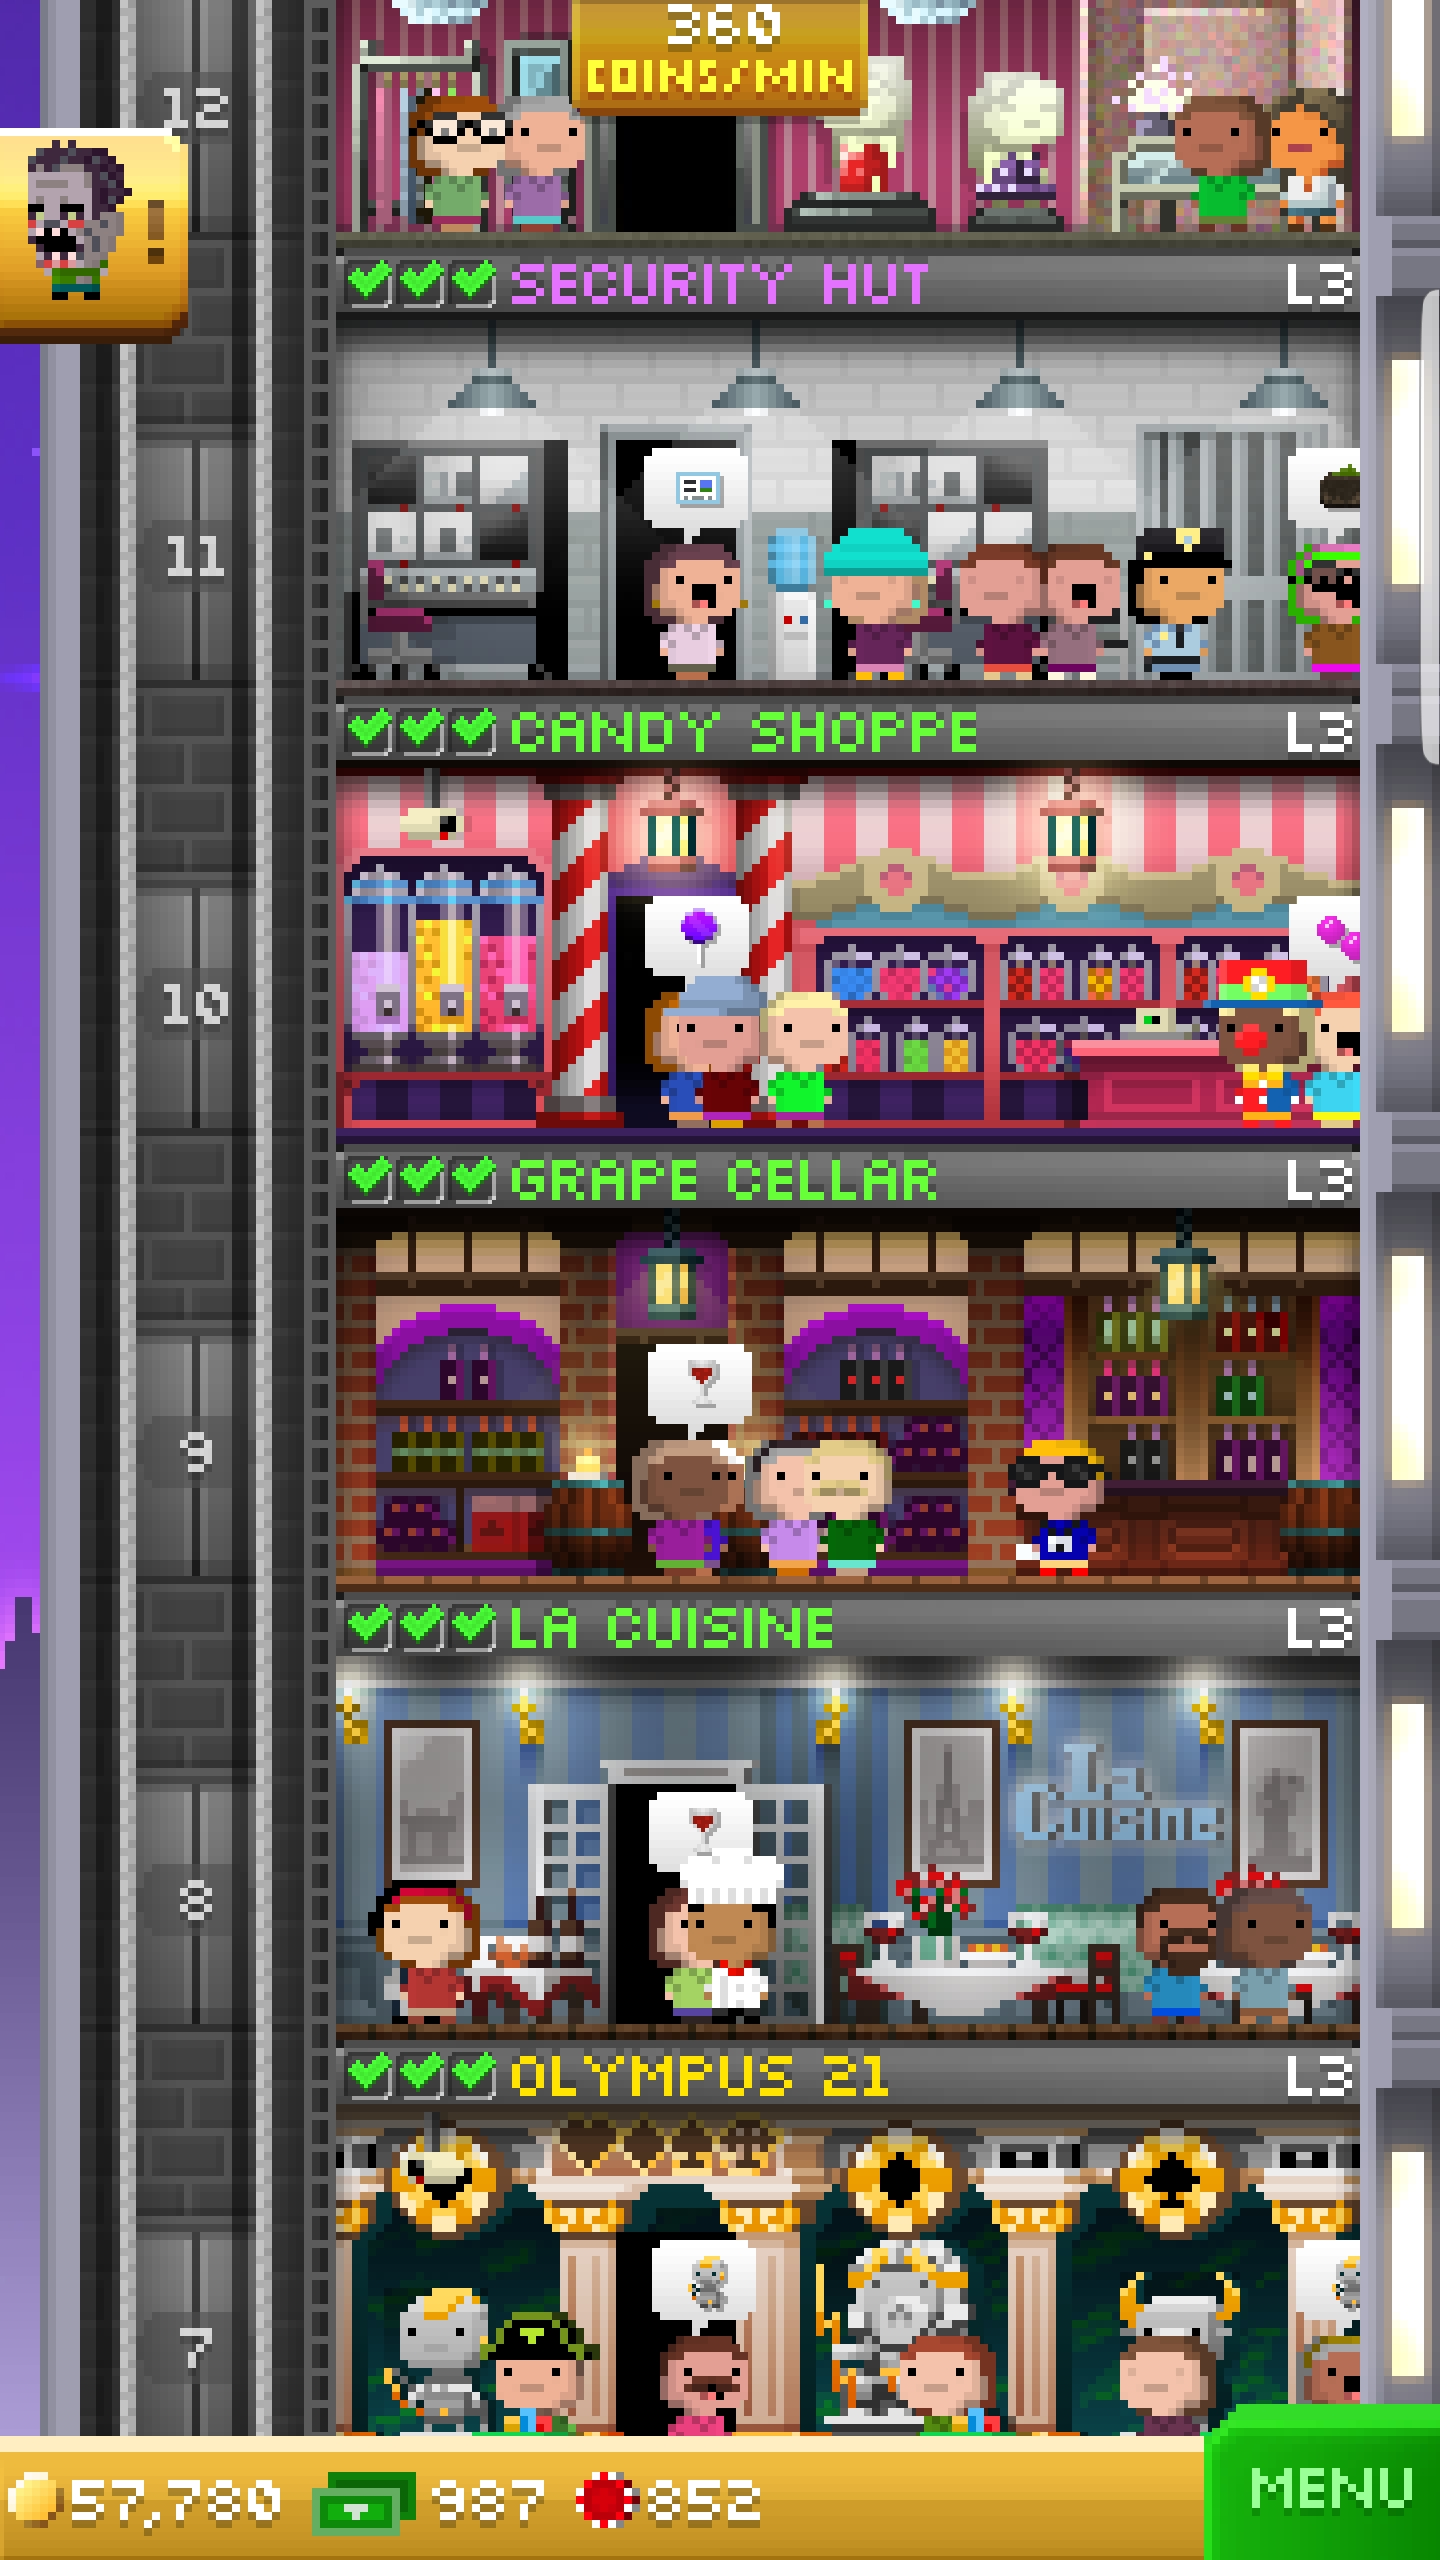 360
COINS/MIN
12
!
SECURITY HUT L3
11
CANDY SHOPPE L3
10
GRAPE CELLAR L3
9
LA CUISINE L3
La
Cuisine
8
OLYMPUS 21 L3
7
57,780 987 852
MENU